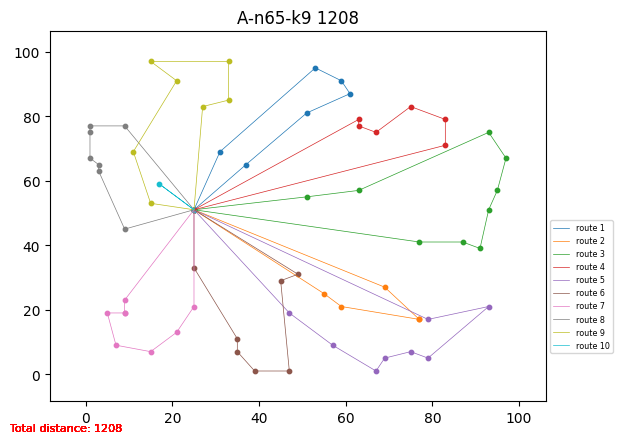 A-n65-k9 1208
100
80
60
40
20
0
0 20 40 60 80 100
route 1
route 2
route 3
route 4
route 5
route 6
route 7
route 8
route 9
route 10
Total distance: 1208